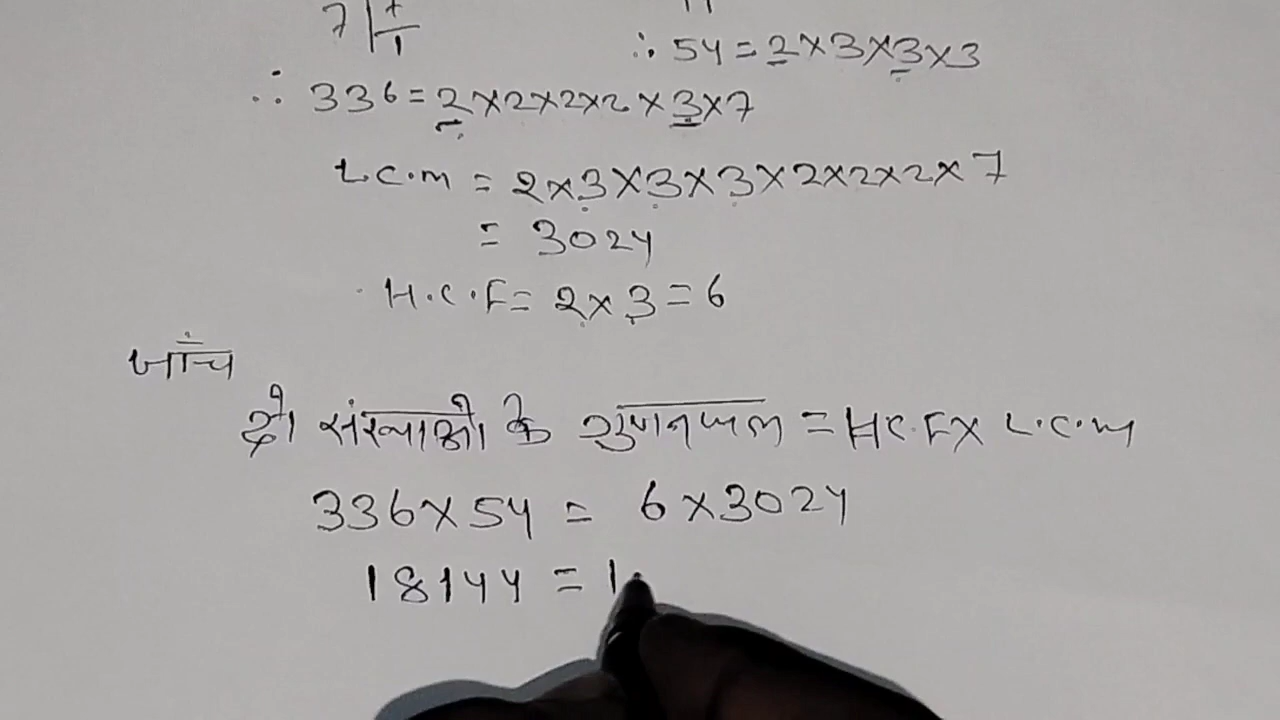 7 | 7
1
∴ 54 = 2×3×3×3
∴ 336 = 2×2×2×2×3×7
L.C.M = 2×3×3×3×2×2×2×7
= 3024
H.C.F = 2×3 = 6
जाँच
दो संख्याओं के गुणनफल = H.C.F × L.C.M
336×54 = 6×3024
18144 = 1